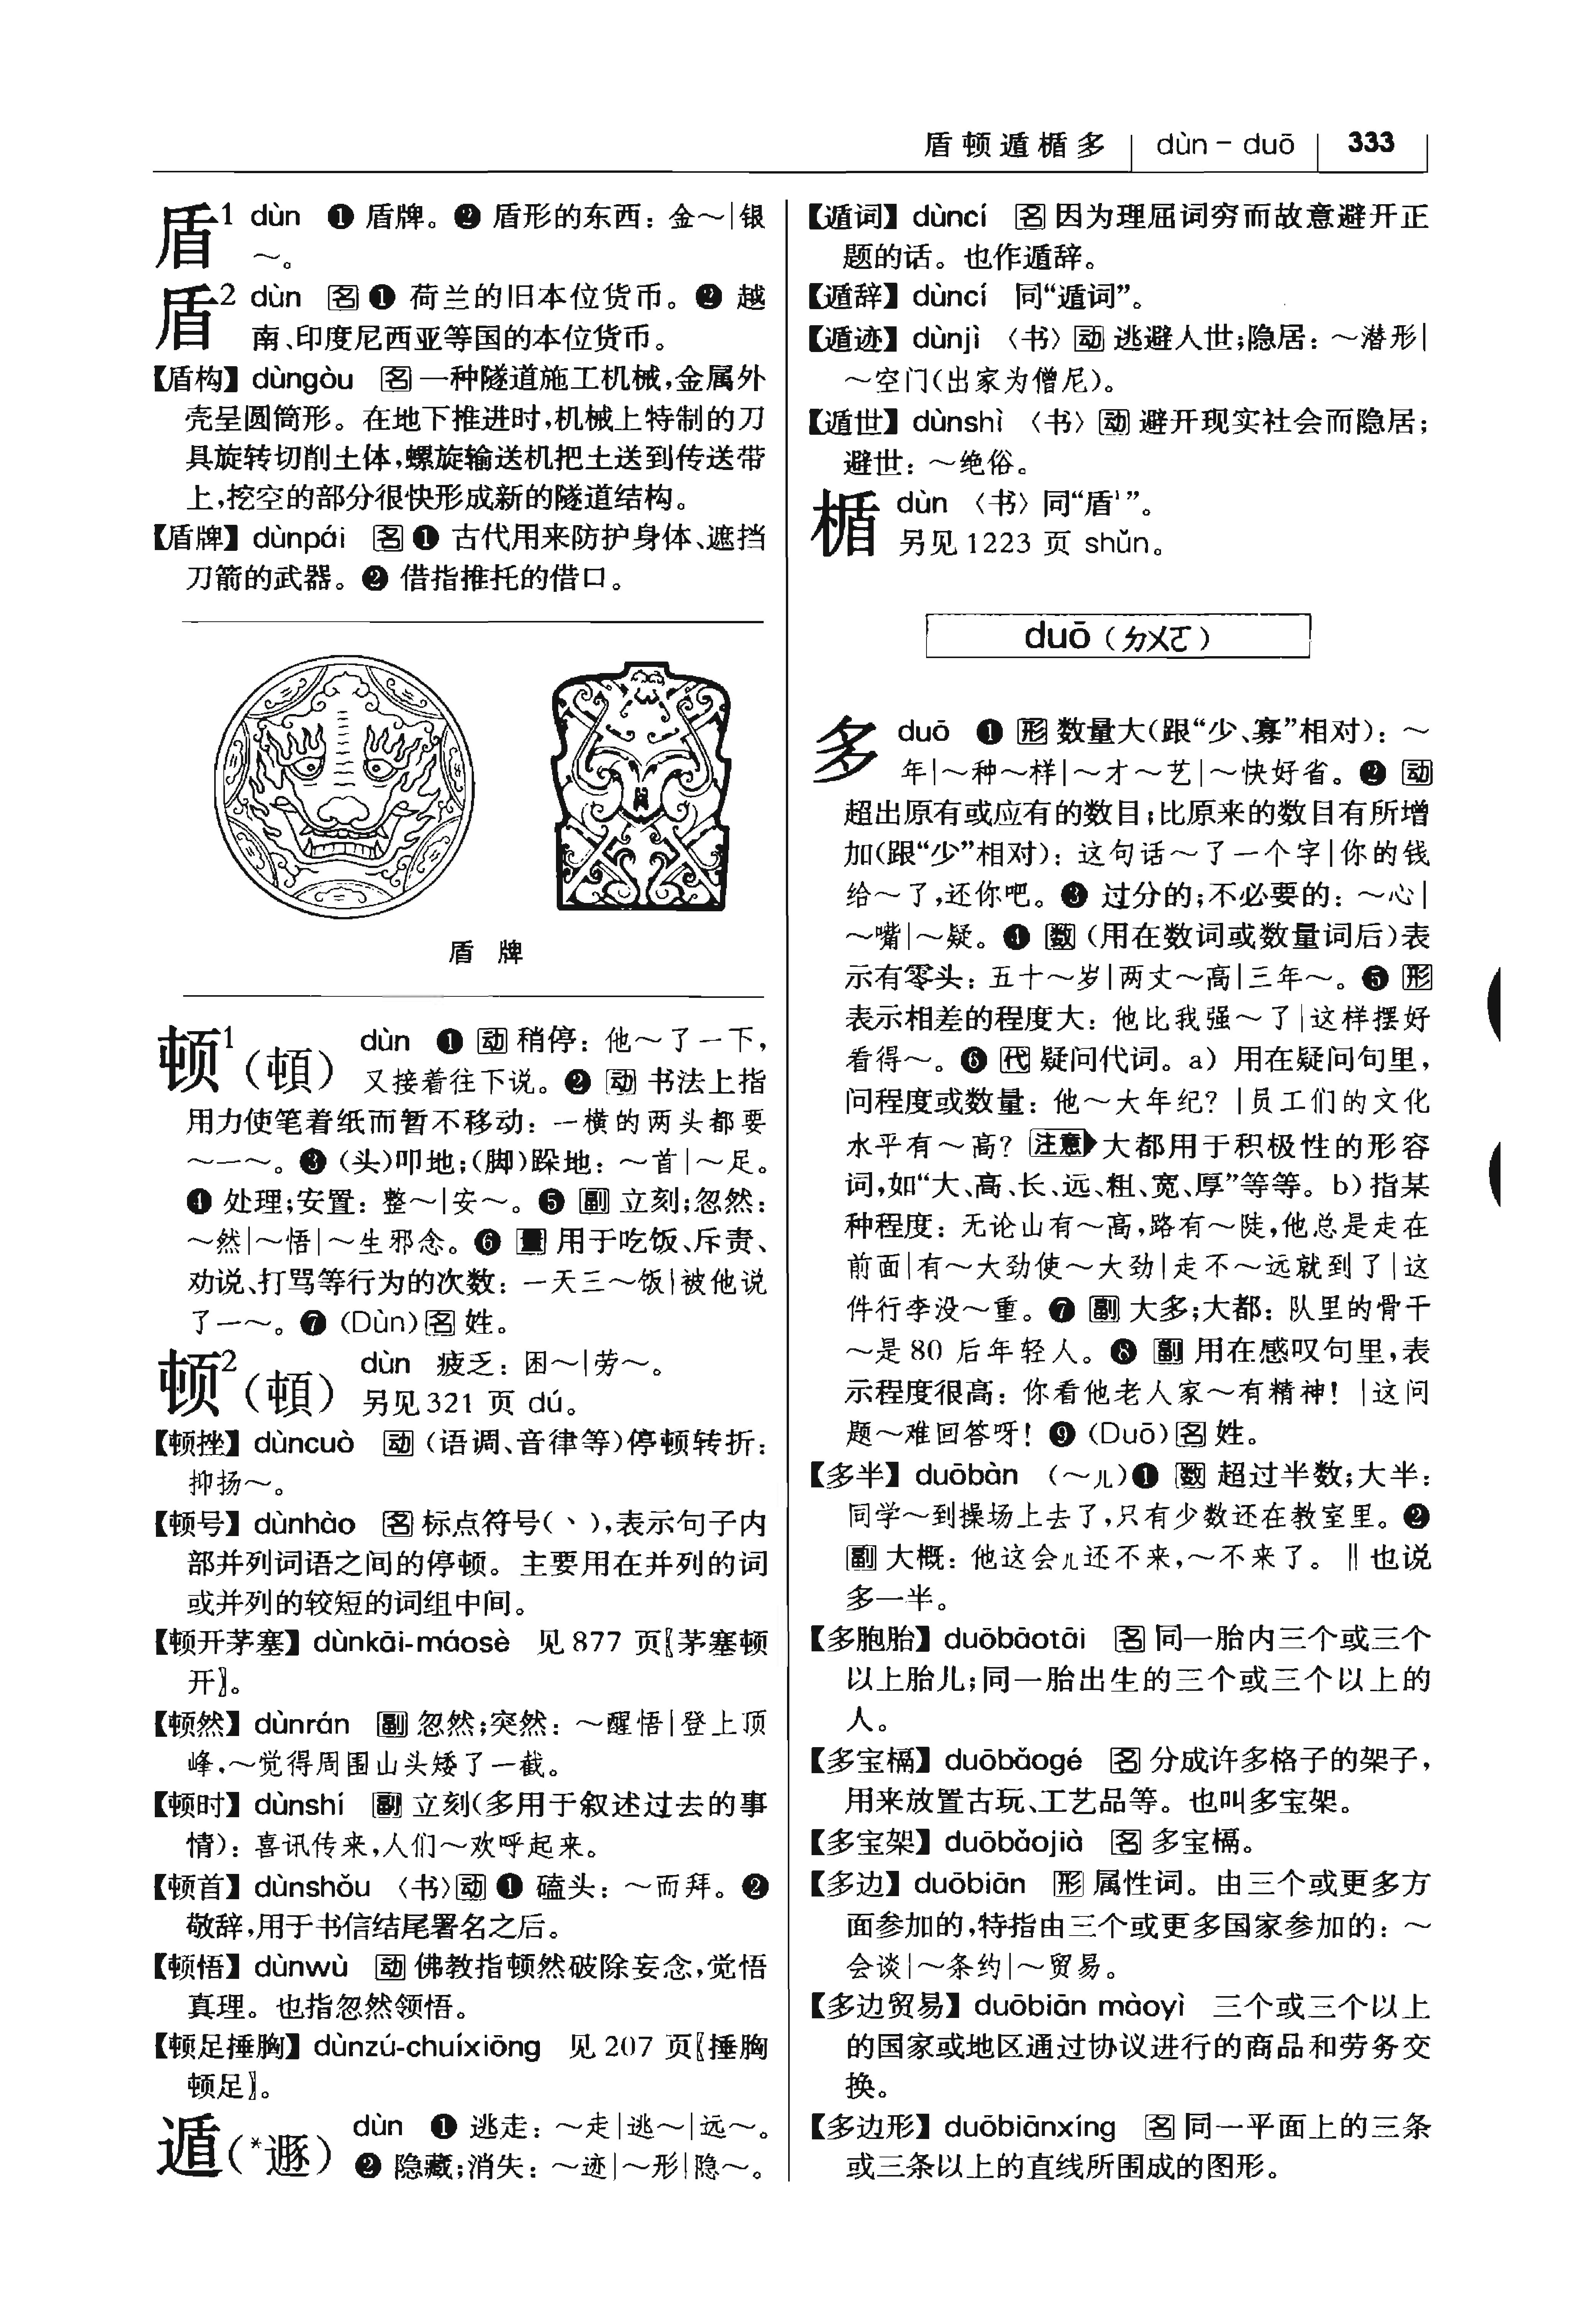 盾顿遁楯多 | dùn - duō | 333
盾¹ dùn ❶ 盾牌。❷ 盾形的东西：金～|银
～。
盾² dùn 名 ❶ 荷兰的旧本位货币。❷ 越
南、印度尼西亚等国的本位货币。
【盾构】dùngòu 名 一种隧道施工机械，金属外
壳呈圆筒形。在地下推进时，机械上特制的刀
具旋转切削土体，螺旋输送机把土送到传送带
上，挖空的部分很快形成新的隧道结构。
【盾牌】dùnpái 名 ❶ 古代用来防护身体、遮挡
刀箭的武器。❷ 借指推托的借口。
盾 牌
顿¹（頓） dùn ❶ 动 稍停：他～了一下，
又接着往下说。❷ 动 书法上指
用力使笔着纸而暂不移动：一横的两头都要
～一～。❸（头）叩地；（脚）跺地：～首|～足。
❹ 处理；安置：整～|安～。❺ 副 立刻；忽然：
～然|～悟|～生邪念。❻ 量 用于吃饭、斥责、
劝说、打骂等行为的次数：一天三～饭|被他说
了一～。❼（Dùn）名 姓。
顿²（頓） dùn 疲乏：困～|劳～。
另见 321 页 dú。
【顿挫】dùncuò 动（语调、音律等）停顿转折：
抑扬～。
【顿号】dùnhào 名 标点符号（、），表示句子内
部并列词语之间的停顿。主要用在并列的词
或并列的较短的词组中间。
【顿开茅塞】dùnkāi-máosè 见 877 页〖茅塞顿
开〗。
【顿然】dùnrán 副 忽然；突然：～醒悟|登上顶
峰，～觉得周围山头矮了一截。
【顿时】dùnshí 副 立刻（多用于叙述过去的事
情）：喜讯传来，人们～欢呼起来。
【顿首】dùnshǒu〈书〉动 ❶ 磕头：～而拜。❷
敬辞，用于书信结尾署名之后。
【顿悟】dùnwù 动 佛教指顿然破除妄念，觉悟
真理。也指忽然领悟。
【顿足捶胸】dùnzú-chuíxiōng 见 207 页〖捶胸
顿足〗。
遁（*遯） dùn ❶ 逃走：～走|逃～|远～。
❷ 隐藏；消失：～迹|～形|隐～。
【遁词】dùncí 名 因为理屈词穷而故意避开正
题的话。也作遁辞。
【遁辞】dùncí 同“遁词”。
【遁迹】dùnjì〈书〉动 逃避人世；隐居：～潜形|
～空门（出家为僧尼）。
【遁世】dùnshì〈书〉动 避开现实社会而隐居；
避世：～绝俗。
楯 dùn〈书〉同“盾¹”。
另见 1223 页 shǔn。
duō（ㄉㄨㄛ）
多 duō ❶ 形 数量大（跟“少、寡”相对）：～
年|～种～样|～才～艺|～快好省。❷ 动
超出原有或应有的数目；比原来的数目有所增
加（跟“少”相对）：这句话～了一个字|你的钱
给～了，还你吧。❸ 过分的；不必要的：～心|
～嘴|～疑。❹ 数（用在数词或数量词后）表
示有零头：五十～岁|两丈～高|三年～。❺ 形
表示相差的程度大：他比我强～了|这样摆好
看得～。❻ 代 疑问代词。a）用在疑问句里，
问程度或数量：他～大年纪？|员工们的文化
水平有～高？注意 大都用于积极性的形容
词，如“大、高、长、远、粗、宽、厚”等等。b）指某
种程度：无论山有～高，路有～陡，他总是走在
前面|有～大劲使～大劲|走不～远就到了|这
件行李没～重。❼ 副 大多；大都：队里的骨干
～是 80 后年轻人。❽ 副 用在感叹句里，表
示程度很高：你看他老人家～有精神！|这问
题～难回答呀！❾（Duō）名 姓。
【多半】duōbàn （～儿）❶ 数 超过半数；大半：
同学～到操场上去了，只有少数还在教室里。❷
副 大概：他这会儿还不来，～不来了。‖也说
多一半。
【多胞胎】duōbāotāi 名 同一胎内三个或三个
以上胎儿；同一胎出生的三个或三个以上的
人。
【多宝槅】duōbǎogé 名 分成许多格子的架子，
用来放置古玩、工艺品等。也叫多宝架。
【多宝架】duōbǎojià 名 多宝槅。
【多边】duōbiān 形 属性词。由三个或更多方
面参加的，特指由三个或更多国家参加的：～
会谈|～条约|～贸易。
【多边贸易】duōbiān màoyì 三个或三个以上
的国家或地区通过协议进行的商品和劳务交
换。
【多边形】duōbiānxíng 名 同一平面上的三条
或三条以上的直线所围成的图形。